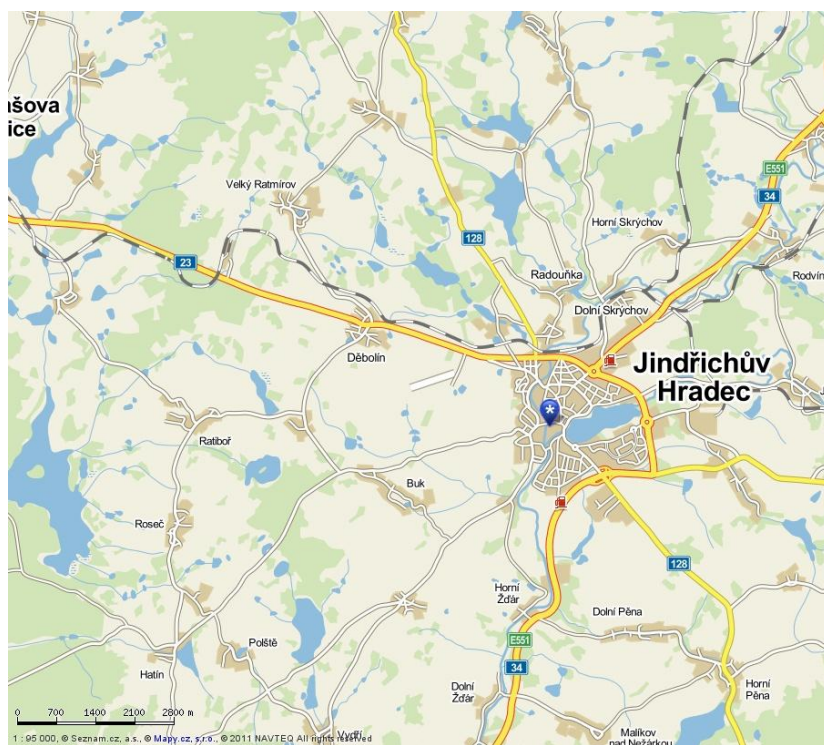 ašova
ice
Velký Ratmírov
E551
34
128
Horní Skrýchov
23
Radouňka
Rodvín
Dolní Skrýchov
Děbolín
Jindřichův
Hradec
Ratiboř
Buk
Roseč
128
Horní
Žďár
Dolní Pěna
E551
Polště
34
Hatín
Dolní
Žďár
Horní
Pěna
0 700 1400 2100 2800 m
Vydří
Malíkov
nad Nežárkou
1 : 95 000, © Seznam.cz, a.s., © Mapy.cz, s.r.o., © 2011 NAVTEQ All rights reserved